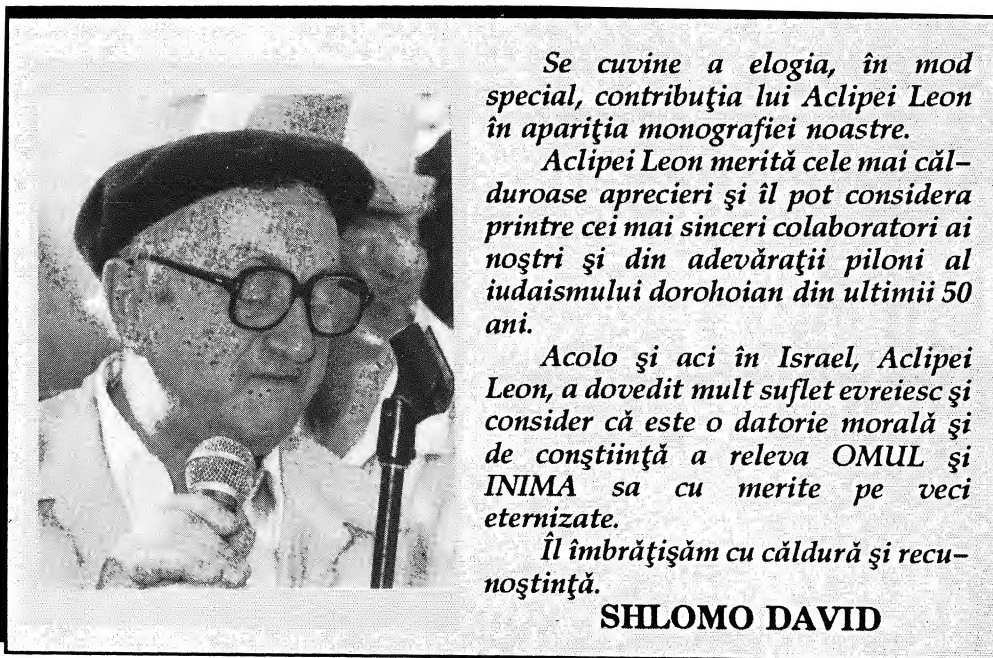 Se cuvine a elogia, în mod
special, contribuţia lui Aclipei Leon
în apariţia monografiei noastre.
Aclipei Leon merită cele mai căl-
duroase aprecieri şi îl pot considera
printre cei mai sinceri colaboratori ai
noştri şi din adevăraţii piloni al
iudaismului dorohoian din ultimii 50
ani.
Acolo şi aci în Israel, Aclipei
Leon, a dovedit mult suflet evreiesc şi
consider că este o datorie morală şi
de conştiinţă a releva OMUL şi
INIMA sa cu merite pe veci
eternizate.
Îl îmbrăţişăm cu căldură şi recu-
noştinţă.
SHLOMO DAVID